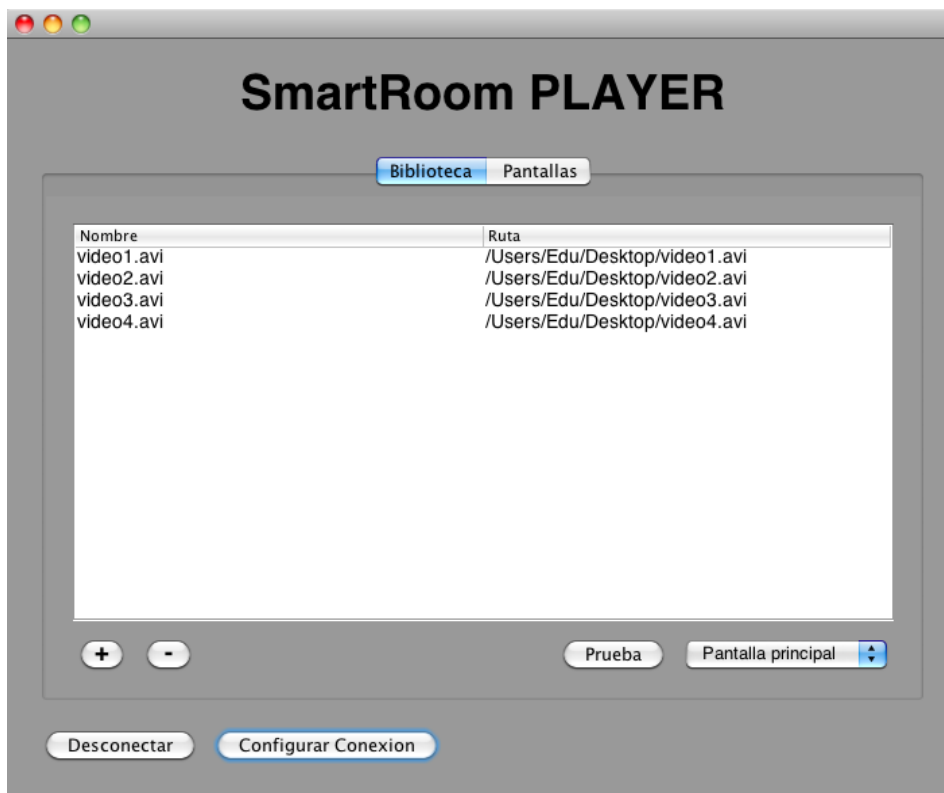 SmartRoom PLAYER
Biblioteca Pantallas
Nombre Ruta
video1.avi /Users/Edu/Desktop/video1.avi
video2.avi /Users/Edu/Desktop/video2.avi
video3.avi /Users/Edu/Desktop/video3.avi
video4.avi /Users/Edu/Desktop/video4.avi
+ - Prueba Pantalla principal
Desconectar Configurar Conexion